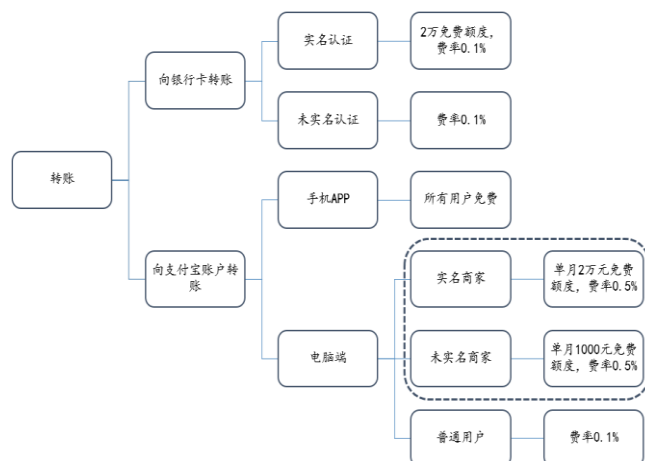 转账
向银行卡转账
实名认证
2万免费额度，
费率0.1%
未实名认证
费率0.1%
向支付宝账户转
账
手机APP
所有用户免费
电脑端
实名商家
单月2万元免费
额度，费率0.5%
未实名商家
单月1000元免费
额度，费率0.5%
普通用户
费率0.1%